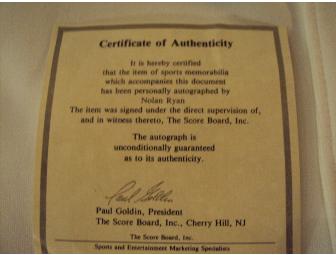 Certificate of Authenticity
It is hereby certified
that the item of sports memorabilia
which accompanies this document
has been personally autographed by
Nolan Ryan
The item was signed under the direct supervision of,
and in witness thereto, The Score Board, Inc.
The autograph is
unconditionally guaranteed
as to its authenticity.
Paul Goldin
Paul Goldin, President
The Score Board, Inc., Cherry Hill, NJ
The Score Board, Inc.
Sports and Entertainment Marketing Specialists